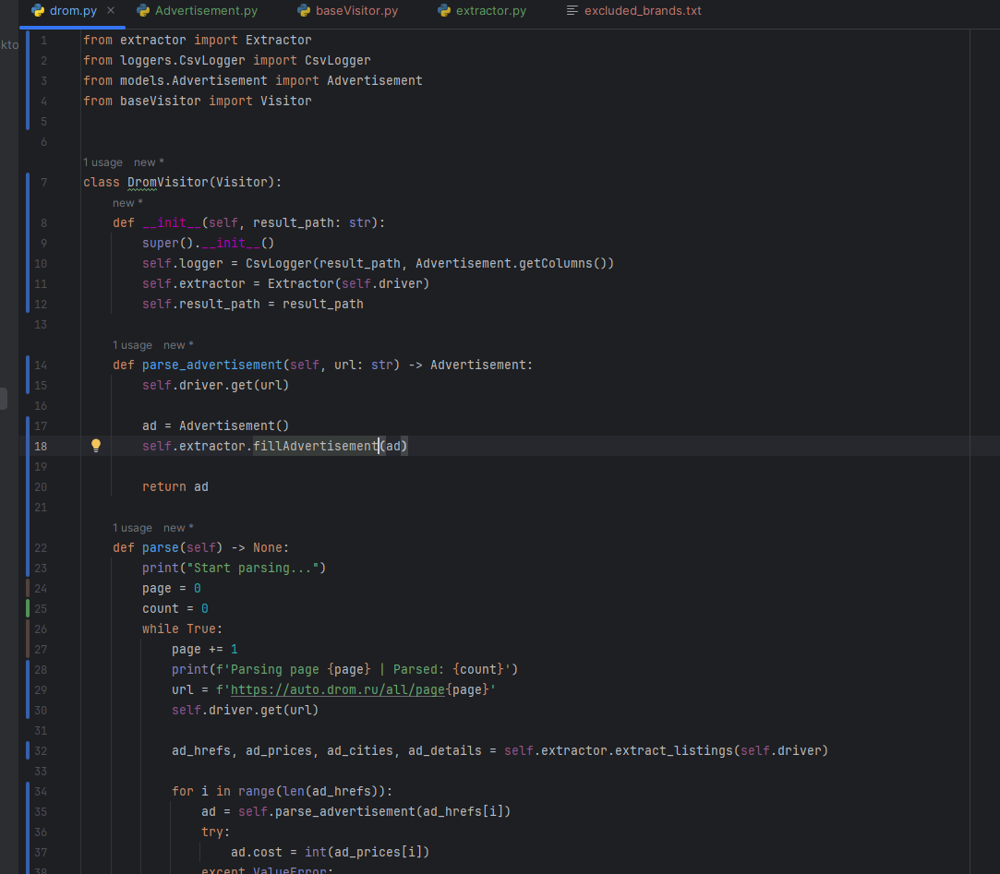 drom.py × Advertisement.py baseVisitor.py extractor.py excluded_brands.txt
kto
1 from extractor import Extractor
2 from loggers.CsvLogger import CsvLogger
3 from models.Advertisement import Advertisement
4 from baseVisitor import Visitor
5
6
1 usage new *
7 class DromVisitor(Visitor):
new *
8 def __init__(self, result_path: str):
9 super().__init__()
10 self.logger = CsvLogger(result_path, Advertisement.getColumns())
11 self.extractor = Extractor(self.driver)
12 self.result_path = result_path
13
1 usage new *
14 def parse_advertisement(self, url: str) -> Advertisement:
15 self.driver.get(url)
16
17 ad = Advertisement()
18 self.extractor.fillAdvertisement(ad)
19
20 return ad
21
1 usage new *
22 def parse(self) -> None:
23 print("Start parsing...")
24 page = 0
25 count = 0
26 while True:
27 page += 1
28 print(f'Parsing page {page} | Parsed: {count}')
29 url = f'https://auto.drom.ru/all/page{page}'
30 self.driver.get(url)
31
32 ad_hrefs, ad_prices, ad_cities, ad_details = self.extractor.extract_listings(self.driver)
33
34 for i in range(len(ad_hrefs)):
35 ad = self.parse_advertisement(ad_hrefs[i])
36 try:
37 ad.cost = int(ad_prices[i])
38 except ValueError: